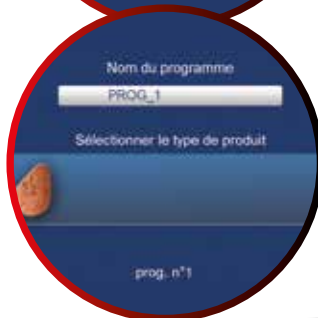 Nom du programme
PROG_1
Sélectionner le type de produit
prog. n°1